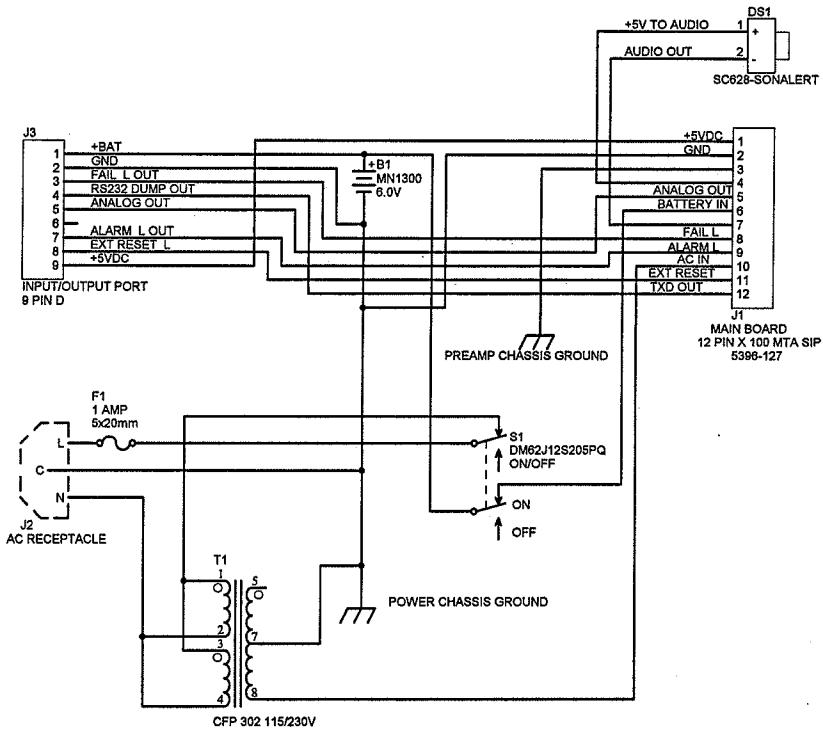 DS1
+5V TO AUDIO 1 +
AUDIO OUT 2 -
SC628-SONALERT
J3
1 +BAT
2 GND
3 FAIL L OUT
4 RS232 DUMP OUT
5 ANALOG OUT
6
7 ALARM L OUT
8 EXT RESET L
9 +5VDC
INPUT/OUTPUT PORT
9 PIN D
+B1
MN1300
6.0V
+5VDC 1
GND 2
3
4
ANALOG OUT 5
BATTERY IN 6
7
FAIL L 8
ALARM L 9
AC IN 10
EXT RESET 11
TXD OUT 12
J1
MAIN BOARD
12 PIN X 100 MTA SIP
5396-127
PREAMP CHASSIS GROUND
F1
1 AMP
5x20mm
L
C
N
J2
AC RECEPTACLE
S1
DM62J12S205PQ
ON/OFF
ON
OFF
T1
1 5
2 7
3
4 8
CFP 302 115/230V
POWER CHASSIS GROUND